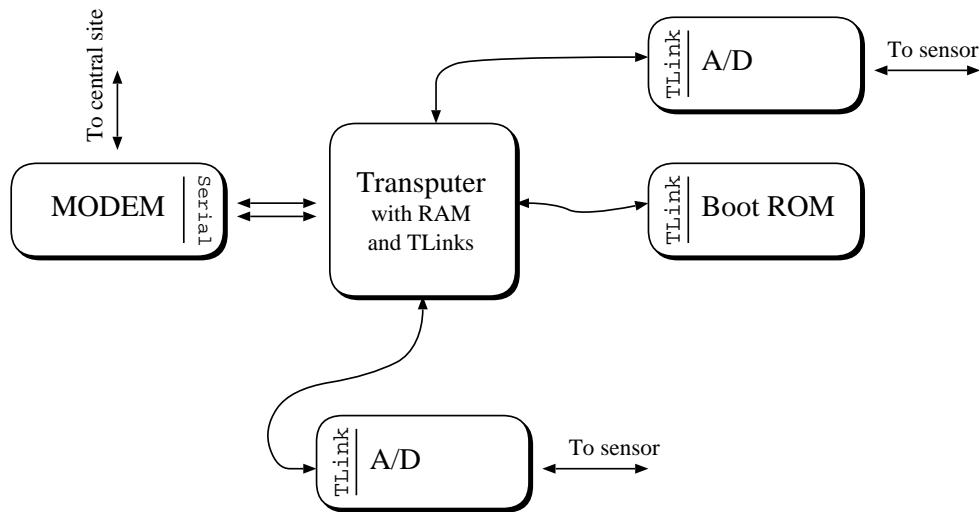 To central site
MODEM
Serial
Transputer
with RAM
and TLinks
TLink
A/D
To sensor
TLink
Boot ROM
TLink
A/D
To sensor